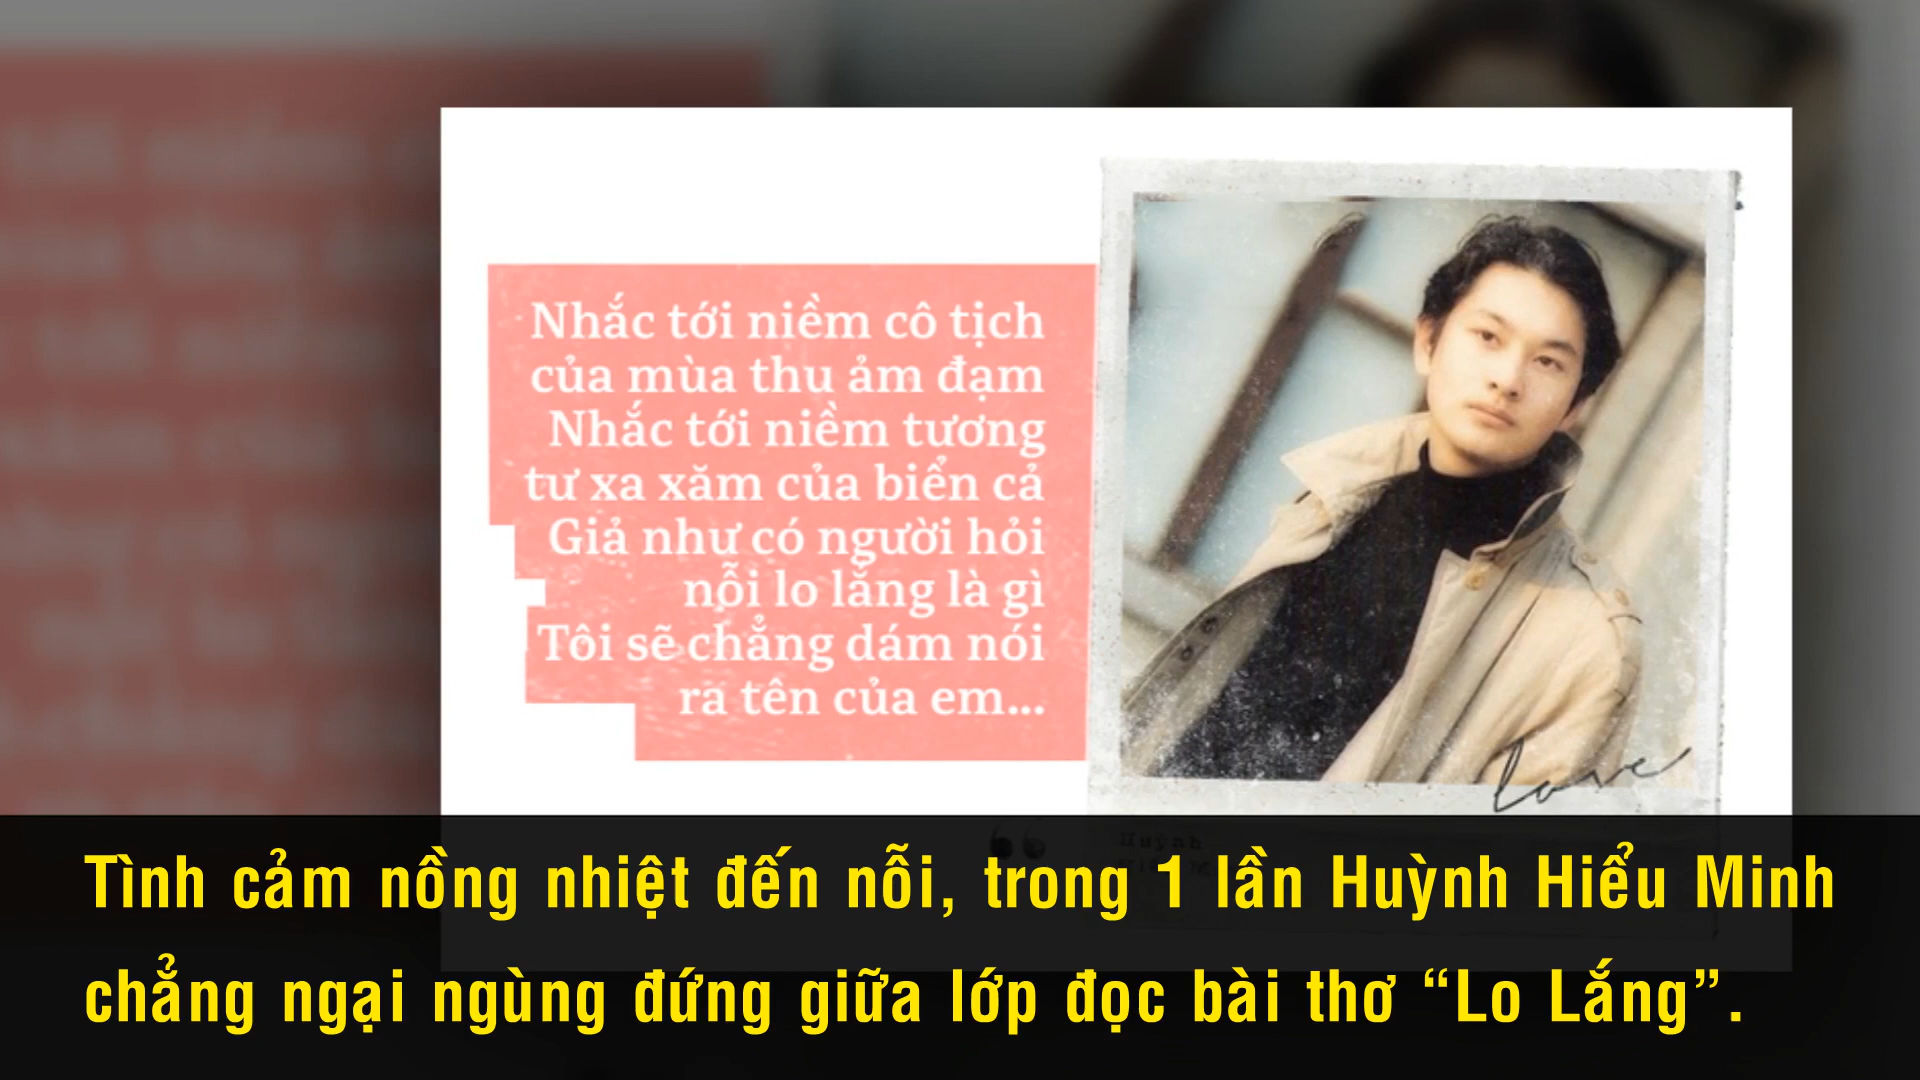 Nhắc tới niềm cô tịch
của mùa thu ảm đạm
Nhắc tới niềm tương
tư xa xăm của biển cả
Giả như có người hỏi
nỗi lo lắng là gì
Tôi sẽ chẳng dám nói
ra tên của em...
love
Huỳnh
Tình cảm nồng nhiệt đến nỗi, trong 1 lần Huỳnh Hiểu Minh
chẳng ngại ngùng đứng giữa lớp đọc bài thơ “Lo Lắng”.